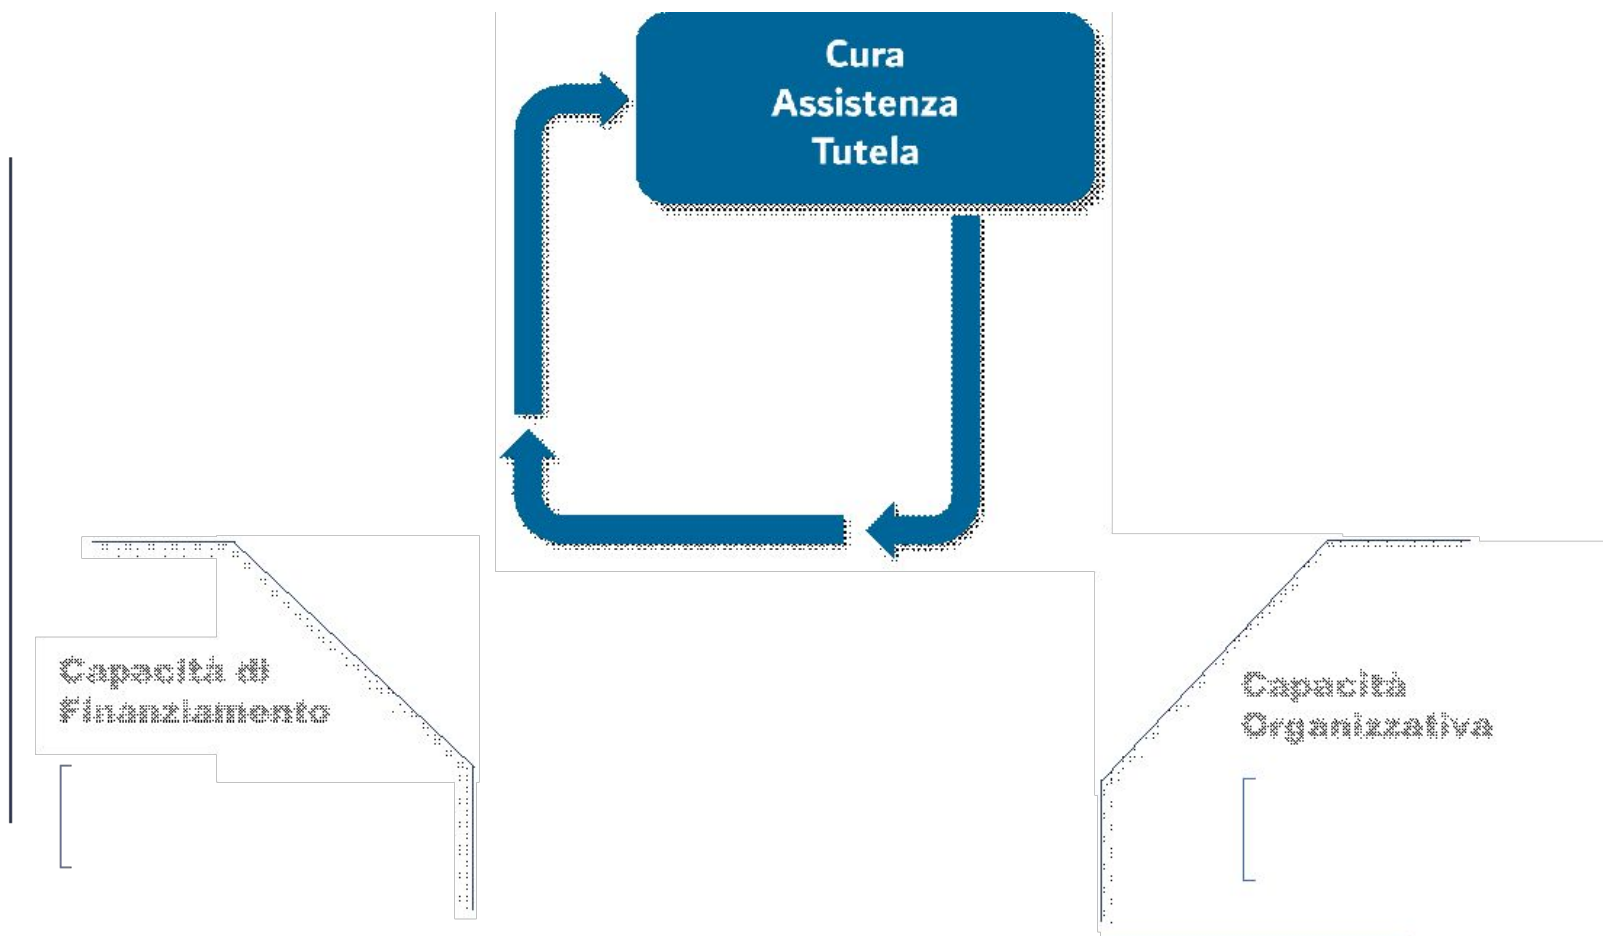 Cura
Assistenza
Tutela
Capacità di
Finanziamento
Capacità
Organizzativa